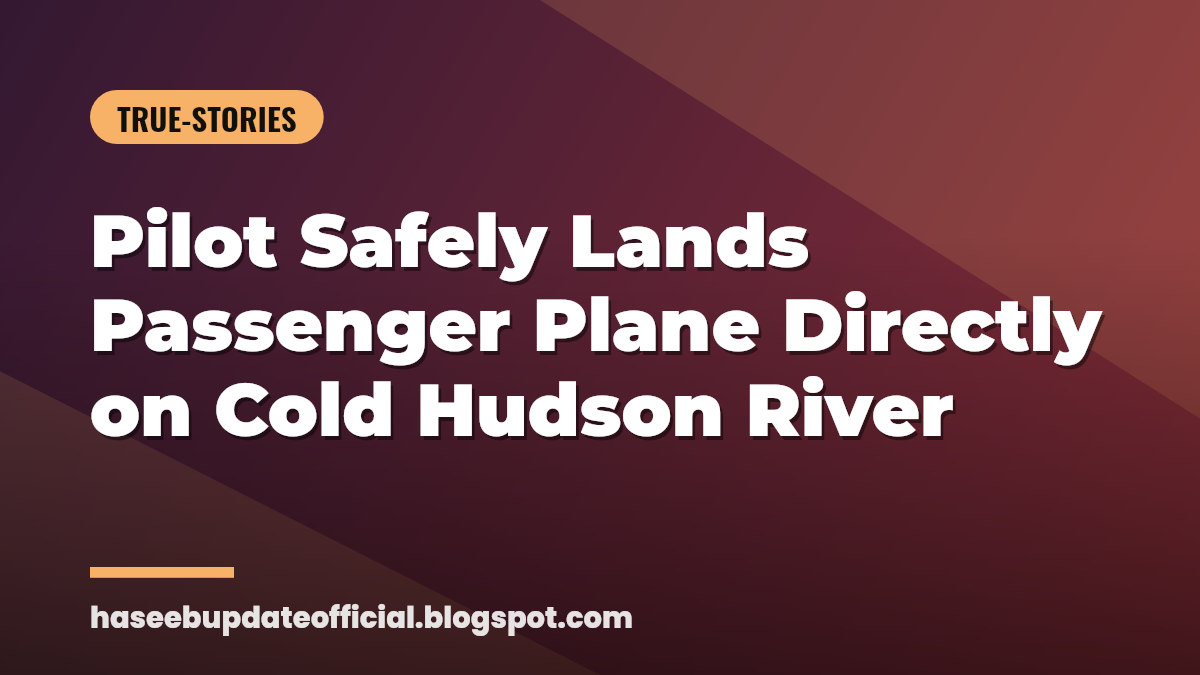 TRUE-STORIES
Pilot Safely Lands
Passenger Plane Directly
on Cold Hudson River
haseebupdateofficial.blogspot.com